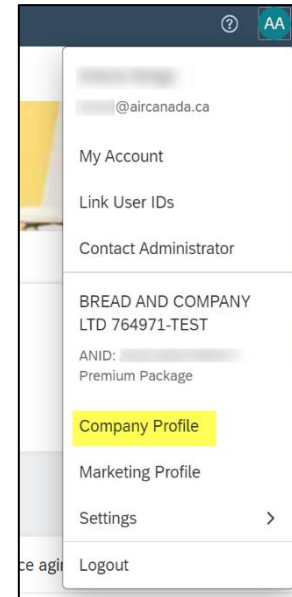 AA
@aircanada.ca
My Account
Link User IDs
Contact Administrator
BREAD AND COMPANY
LTD 764971-TEST
ANID:
Premium Package
Company Profile
Marketing Profile
Settings
Logout
ce agin